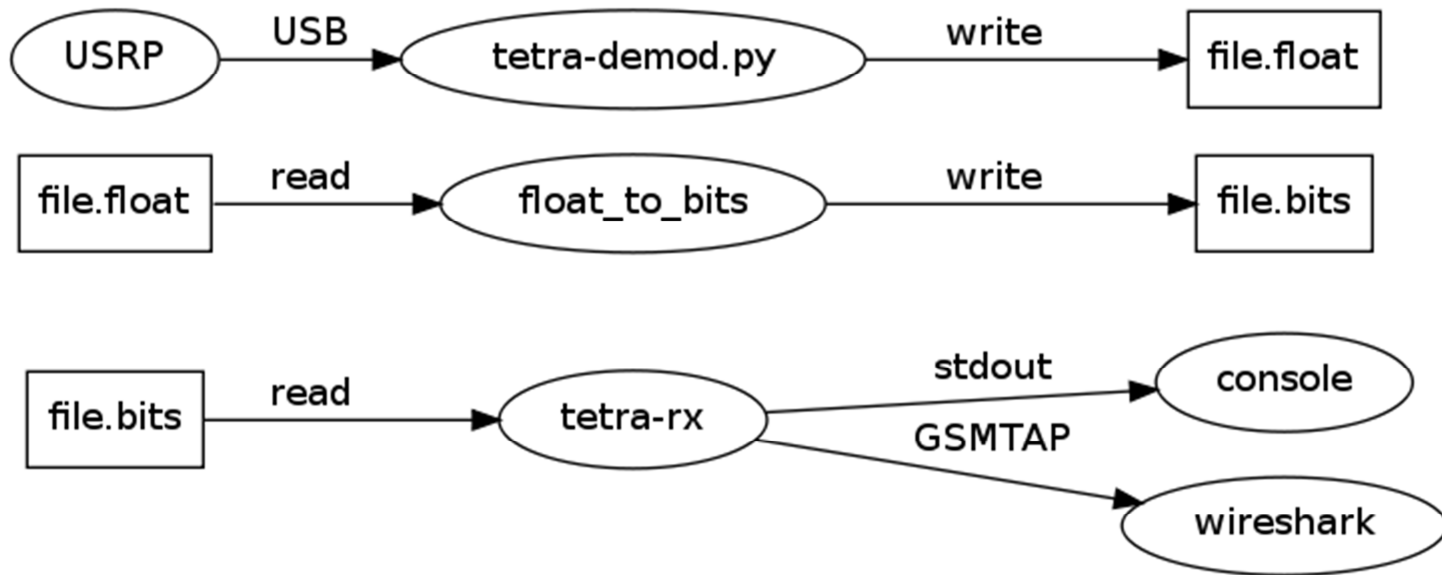 USRP
USB
tetra-demod.py
write
file.float
file.float
read
float_to_bits
write
file.bits
file.bits
read
tetra-rx
stdout
console
GSMTAP
wireshark